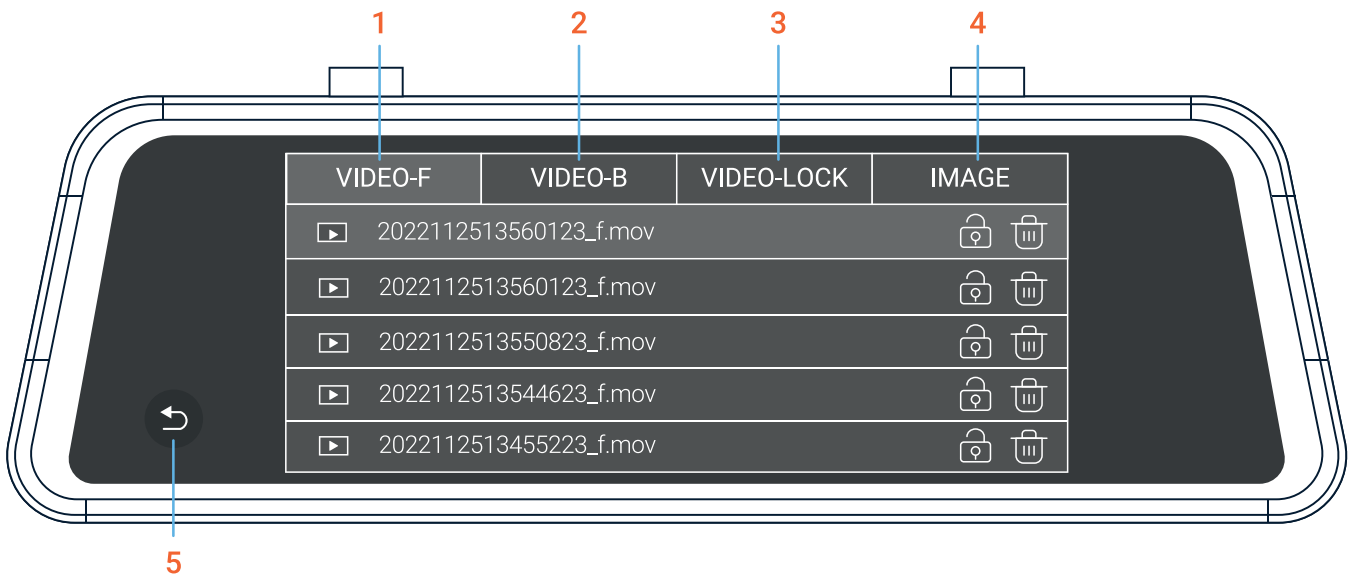 1 2 3 4
VIDEO-F VIDEO-B VIDEO-LOCK IMAGE
2022112513560123_f.mov
2022112513560123_f.mov
2022112513550823_f.mov
2022112513544623_f.mov
2022112513455223_f.mov
5